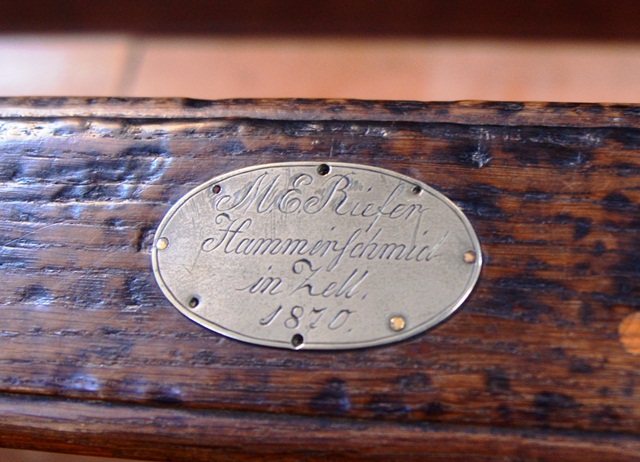 M E Riefer
Hammerschmid
in Zell.
1870.